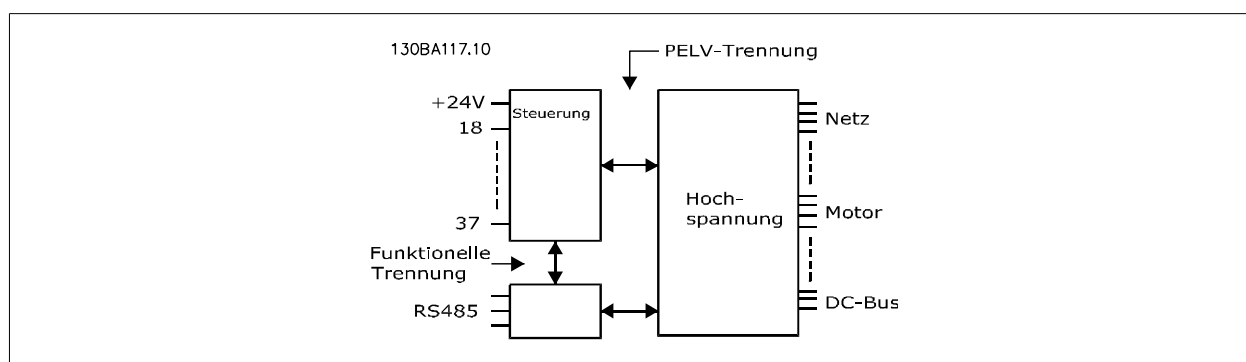 130BA117.10
PELV-Trennung
+24V
Steuerung
18
37
Hoch-
spannung
Netz
Motor
DC-Bus
Funktionelle
Trennung
RS485